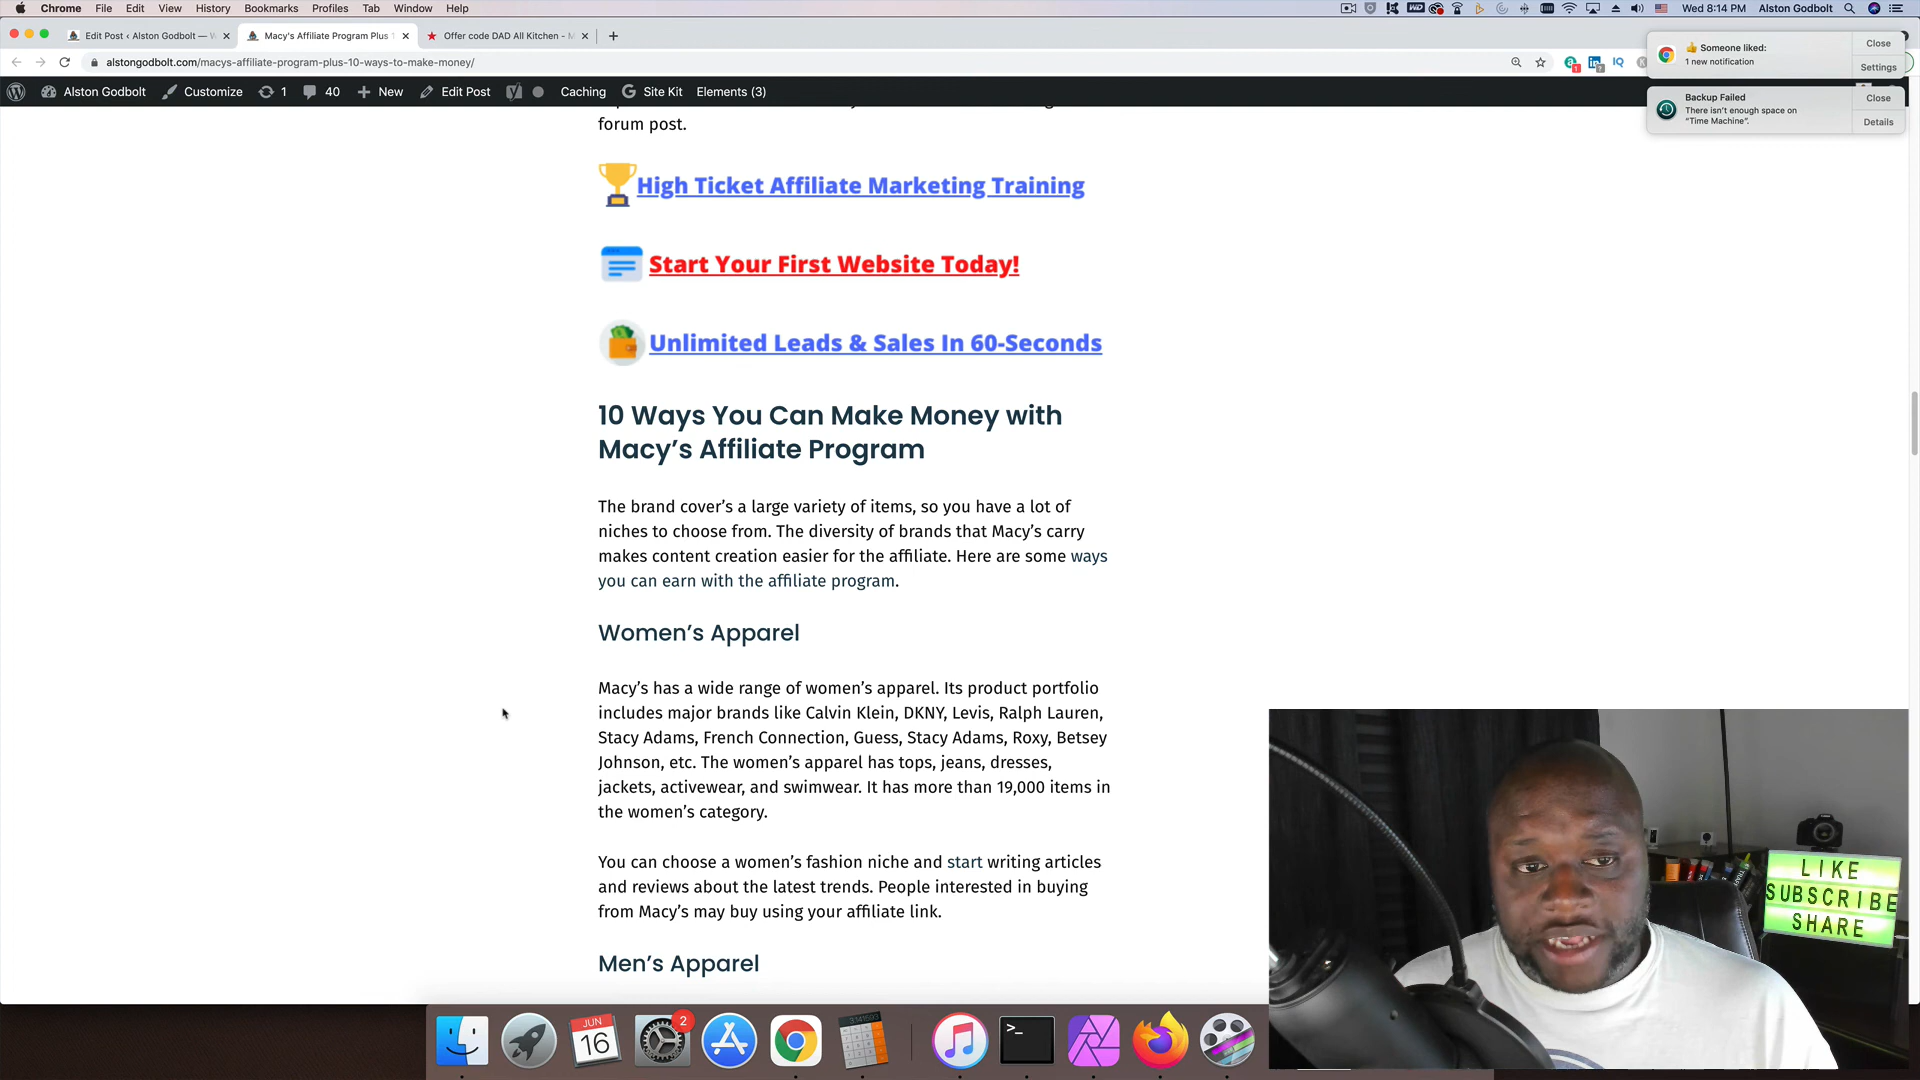 Chrome File Edit View History Bookmarks Profiles Tab Window Help Wed 8:14 PM Alston Godbolt
Edit Post ‹ Alston Godbolt — Macy's Affiliate Program Plus Offer code DAD All Kitchen -
alstongodbolt.com/macys-affiliate-program-plus-10-ways-to-make-money/
Alston Godbolt Customize 1 40 New Edit Post Caching Site Kit Elements (3)
Someone liked:
1 new notification
Close
Settings
Backup Failed
There isn't enough space on
"Time Machine".
Close
Details
forum post.
High Ticket Affiliate Marketing Training
Start Your First Website Today!
Unlimited Leads & Sales In 60-Seconds
10 Ways You Can Make Money with
Macy's Affiliate Program
The brand cover's a large variety of items, so you have a lot of
niches to choose from. The diversity of brands that Macy's carry
makes content creation easier for the affiliate. Here are some ways
you can earn with the affiliate program.
Women's Apparel
Macy's has a wide range of women's apparel. Its product portfolio
includes major brands like Calvin Klein, DKNY, Levis, Ralph Lauren,
Stacy Adams, French Connection, Guess, Stacy Adams, Roxy, Betsey
Johnson, etc. The women's apparel has tops, jeans, dresses,
jackets, activewear, and swimwear. It has more than 19,000 items in
the women's category.
You can choose a women's fashion niche and start writing articles
and reviews about the latest trends. People interested in buying
from Macy's may buy using your affiliate link.
Men's Apparel
LIKE
SUBSCRIBE
SHARE
JUN
16
2